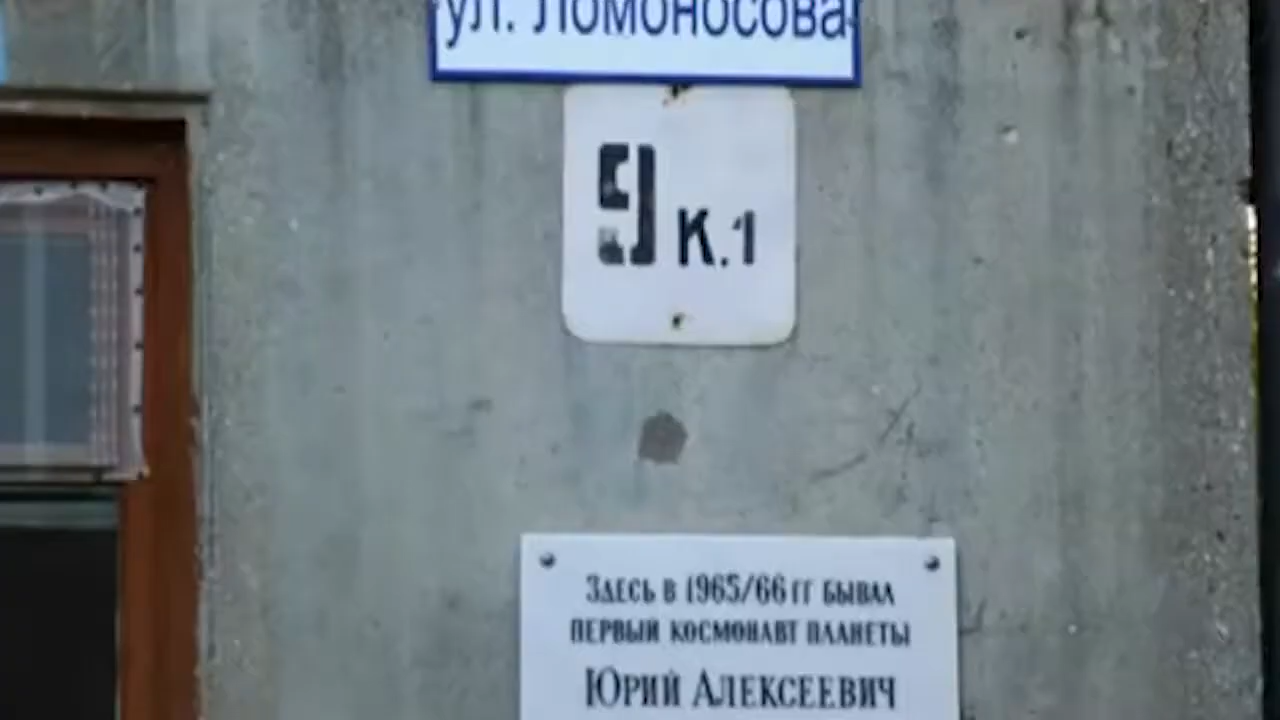 ул. Ломоносова
9 К.1
Здесь в 1965/66 гг бывал
первый космонавт планеты
Юрий Алексеевич